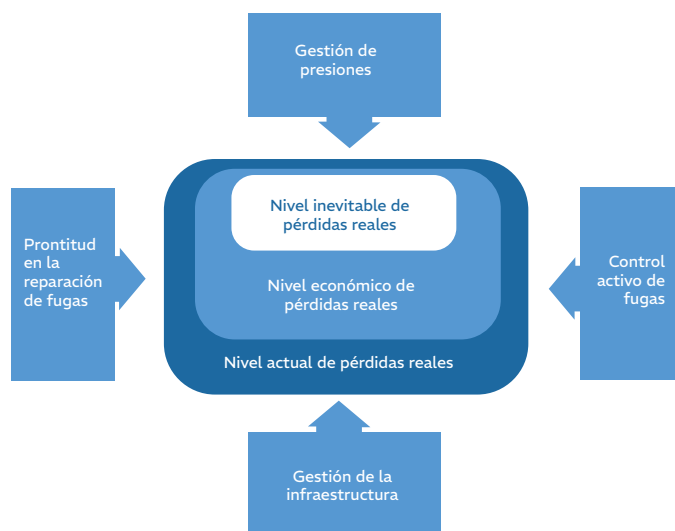 Gestión de
presiones
Prontitud
en la
reparación
de fugas
Nivel inevitable de
pérdidas reales
Nivel económico de
pérdidas reales
Nivel actual de pérdidas reales
Control
activo de
fugas
Gestión de la
infraestructura